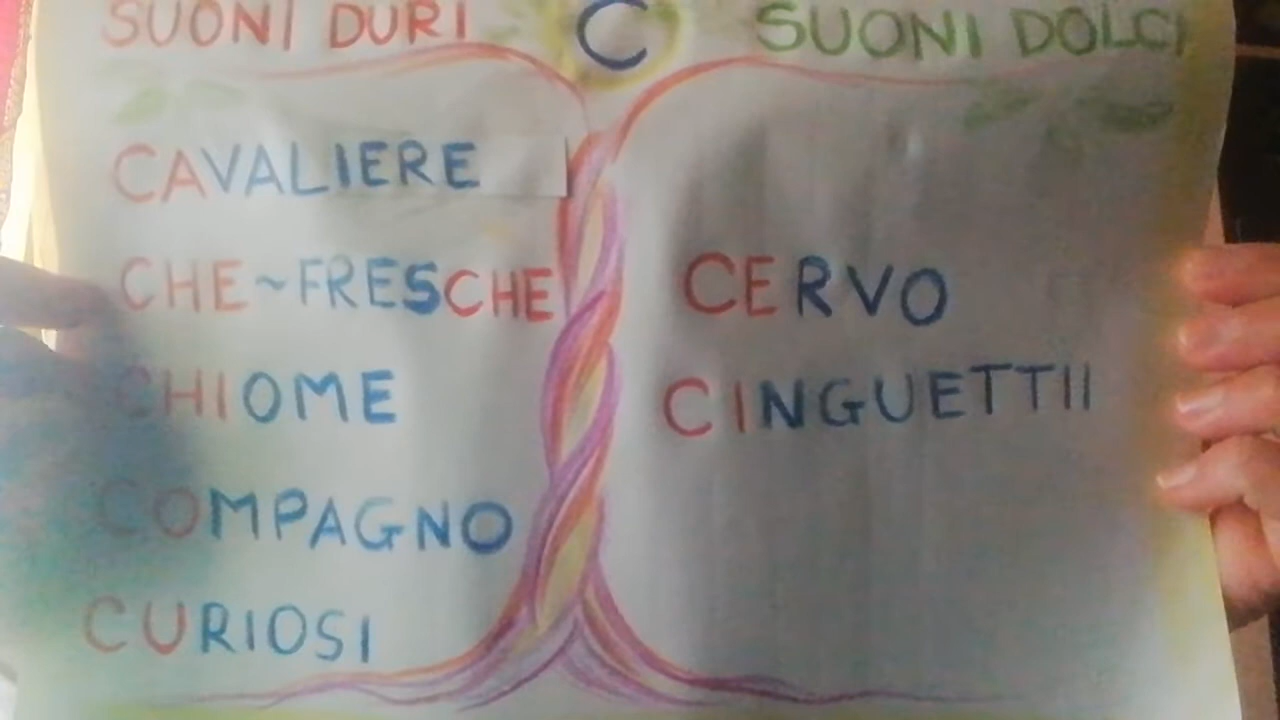 SUONI DURI
C
SUONI DOLCI
CAVALIERE
CHE~FRESCHE
CHIOME
COMPAGNO
CURIOSI
CERVO
CINGUETTII